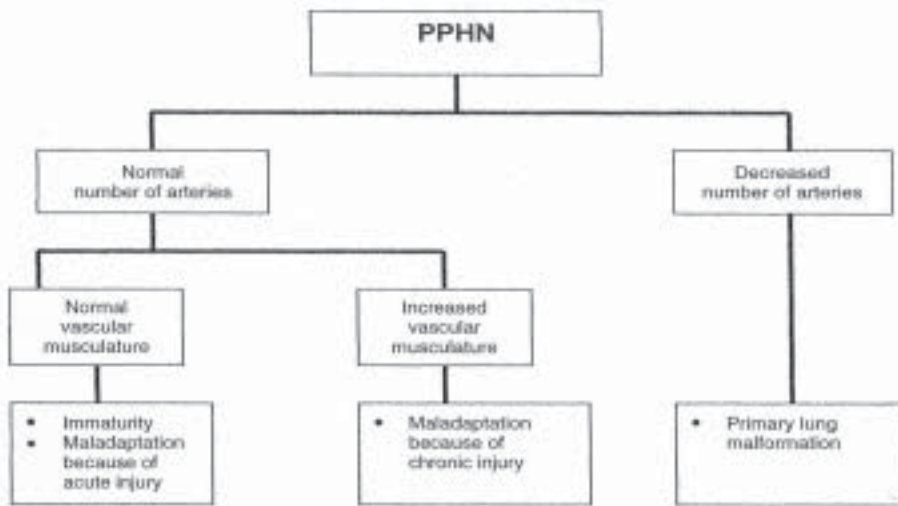 PPHN
Normal
number of arteries
Decreased
number of arteries
Normal
vascular
musculature
Increased
vascular
musculature
• Immaturity
• Maladaptation
because of
acute injury
• Maladaptation
because of
chronic injury
• Primary lung
malformation